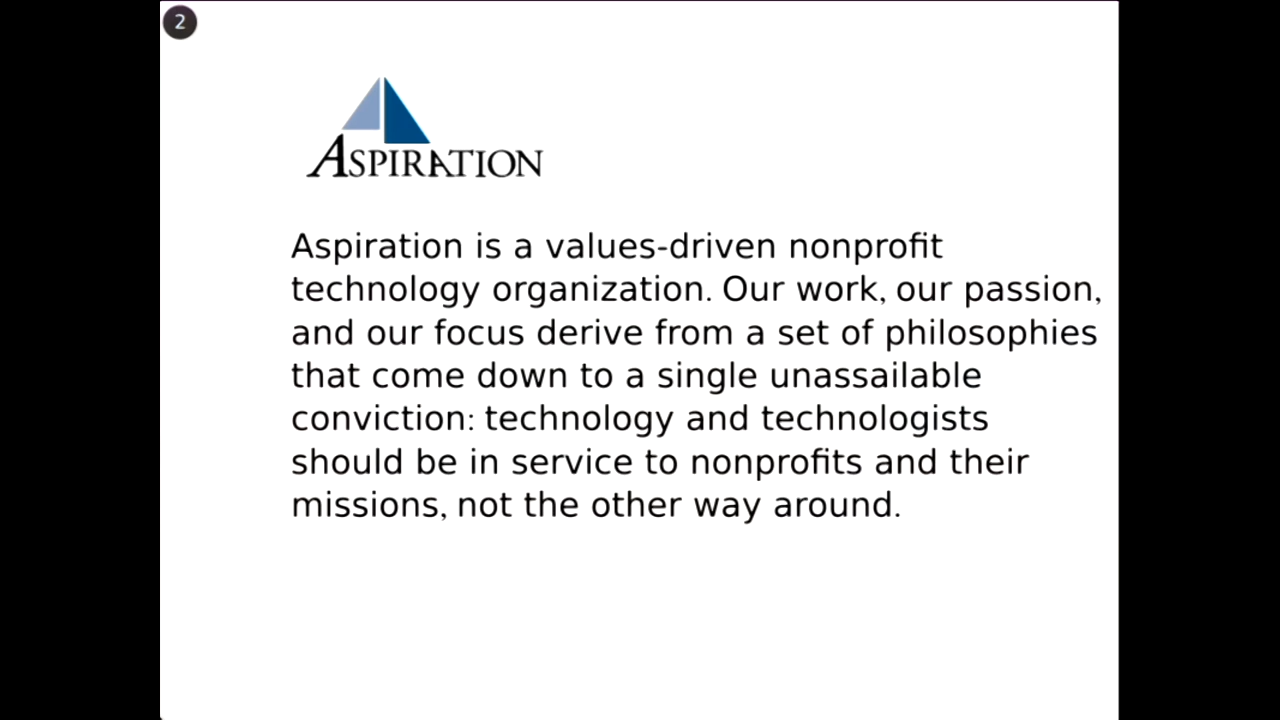 2
ASPIRATION
Aspiration is a values-driven nonprofit
technology organization. Our work, our passion,
and our focus derive from a set of philosophies
that come down to a single unassailable
conviction: technology and technologists
should be in service to nonprofits and their
missions, not the other way around.